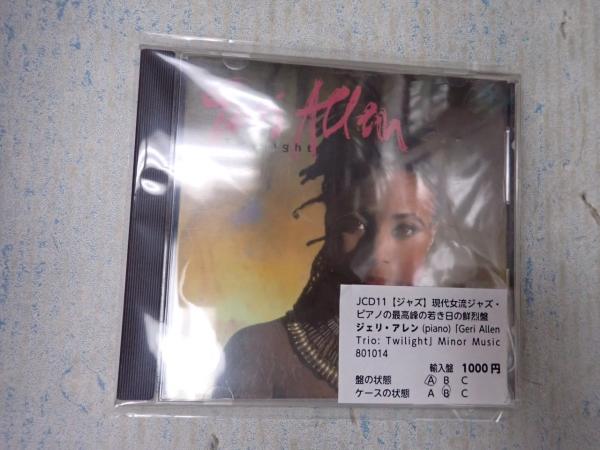 Geri Allen
Twilight
JCD11【ジャズ】現代女流ジャズ・
ピアノの最高峰の若き日の鮮烈盤
ジェリ・アレン (piano)「Geri Allen
Trio: Twilight」Minor Music
801014
輸入盤 1000円
盤の状態 A B C
ケースの状態 A B C